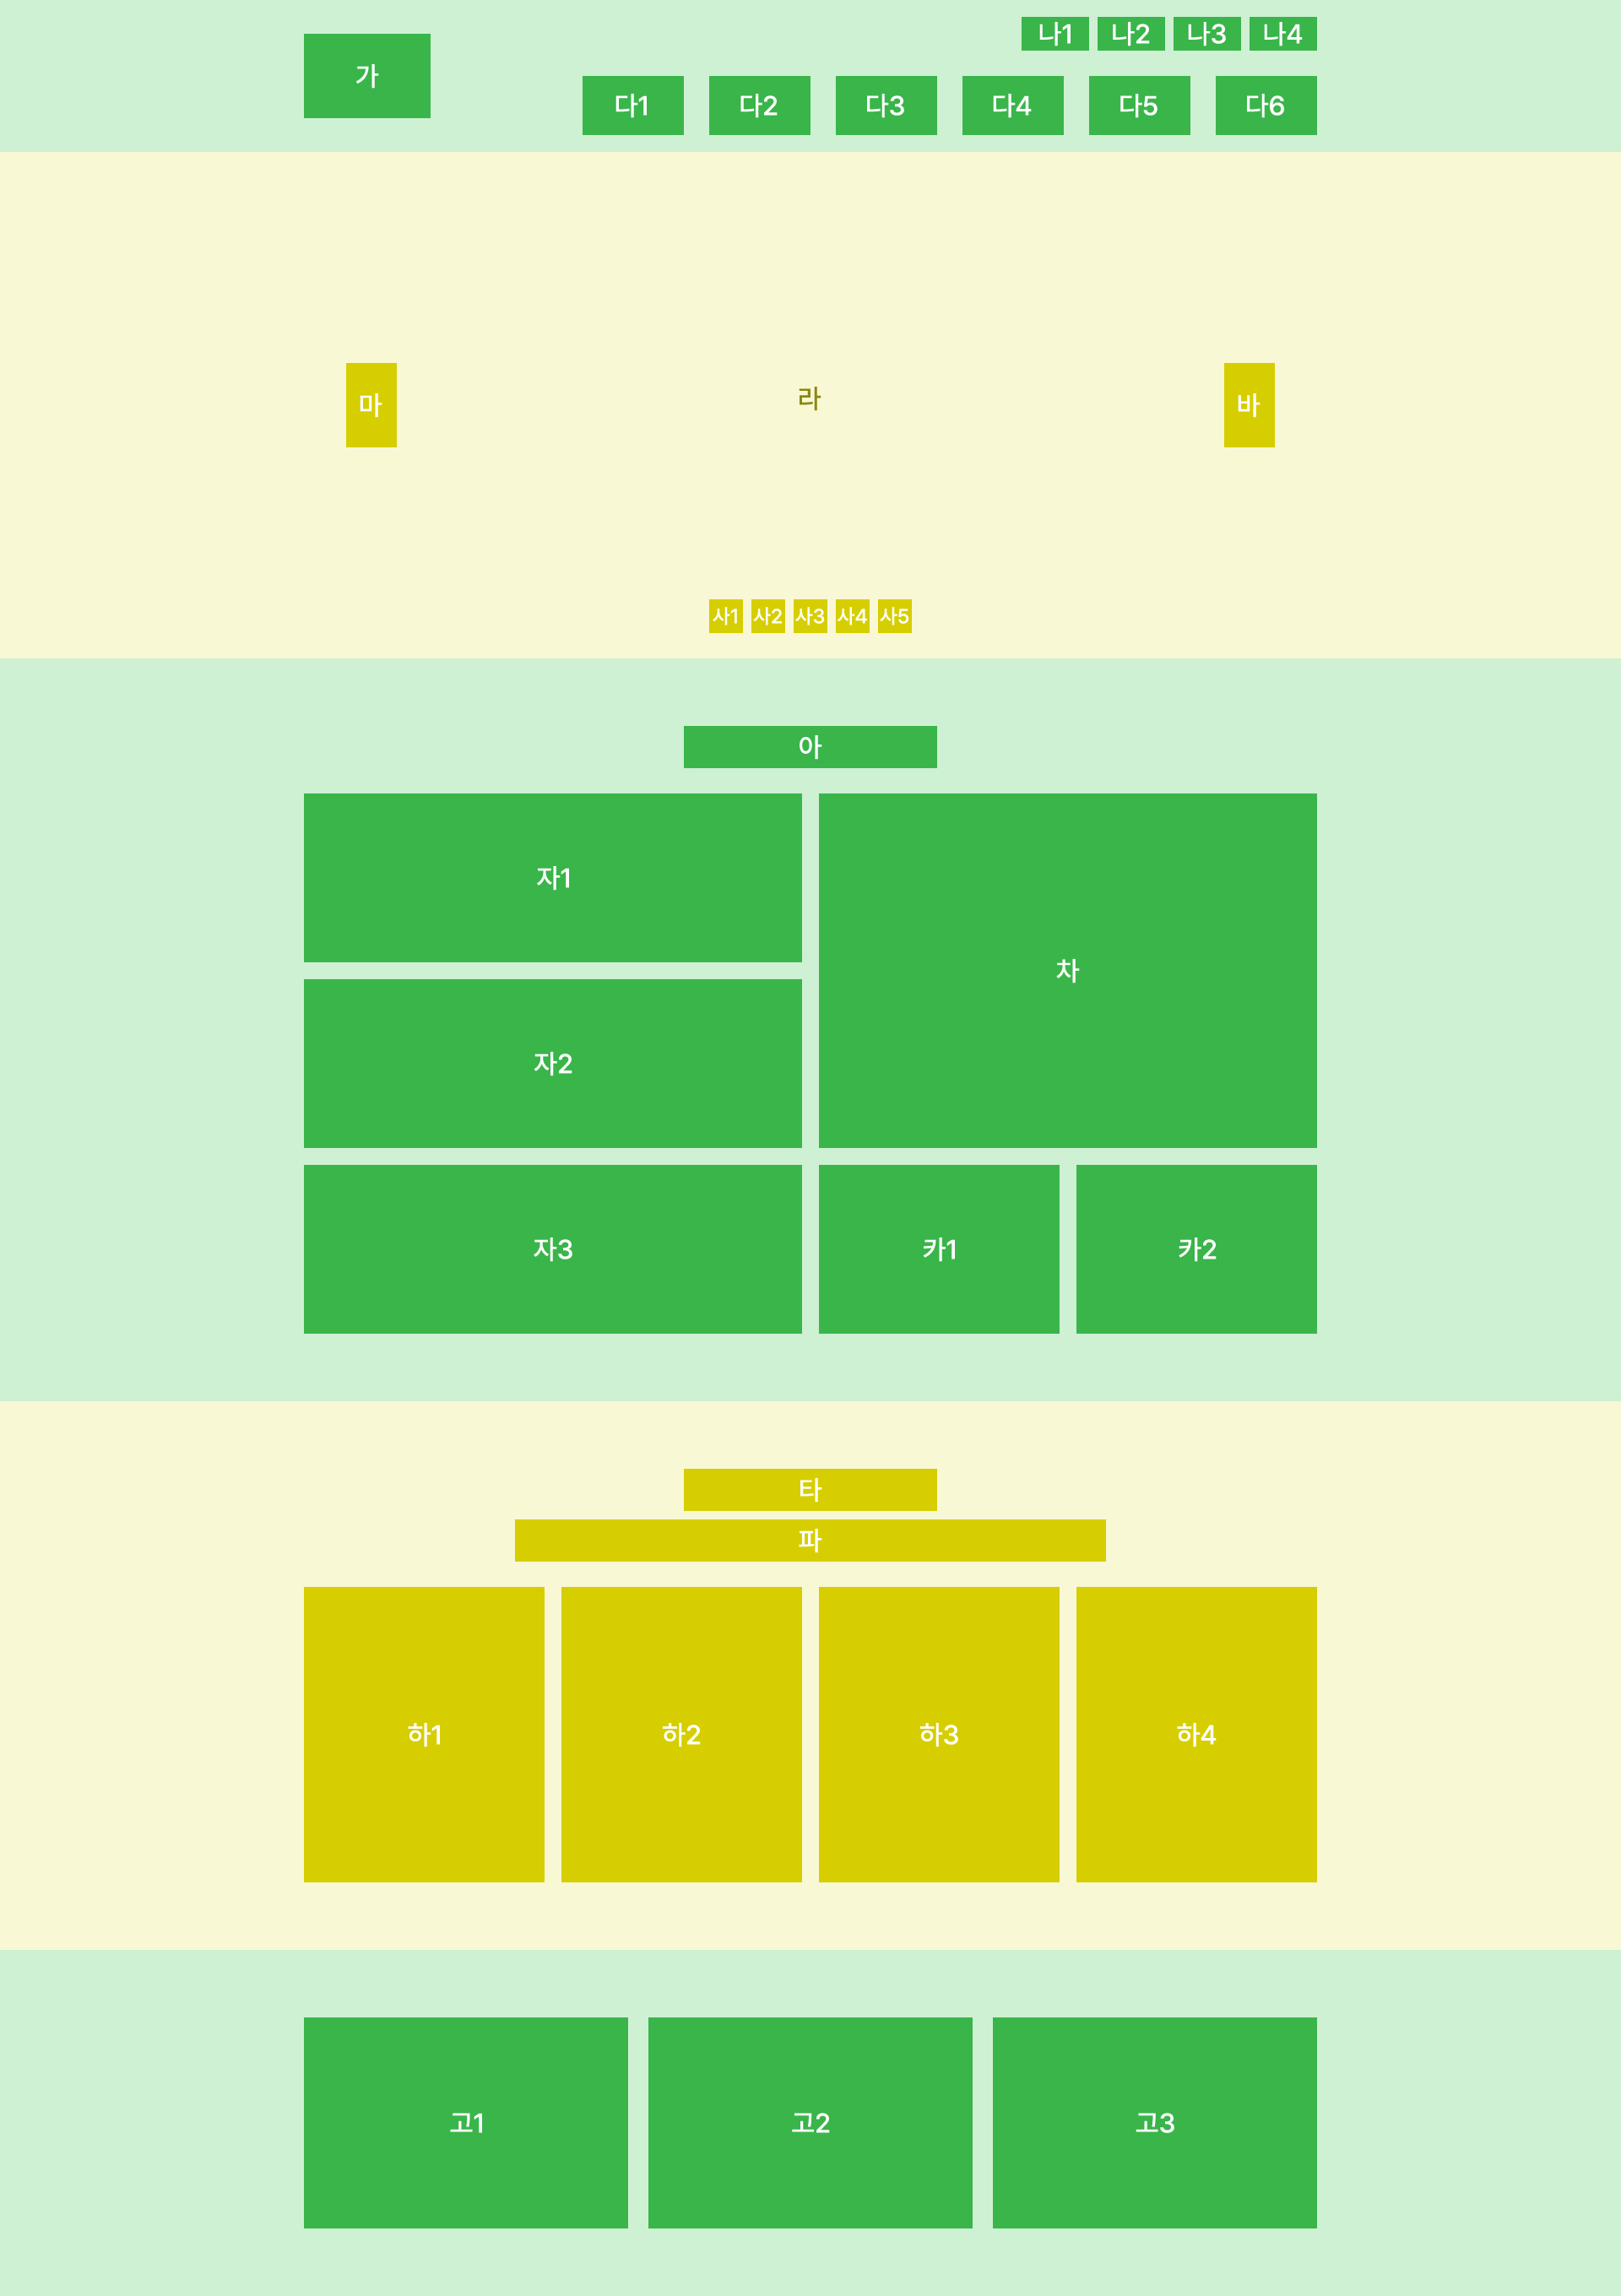 가
나1 나2 나3 나4
다1 다2 다3 다4 다5 다6
마 라 바
사1 사2 사3 사4 사5
아
자1
차
자2
자3 카1 카2
타
파
하1 하2 하3 하4
고1 고2 고3